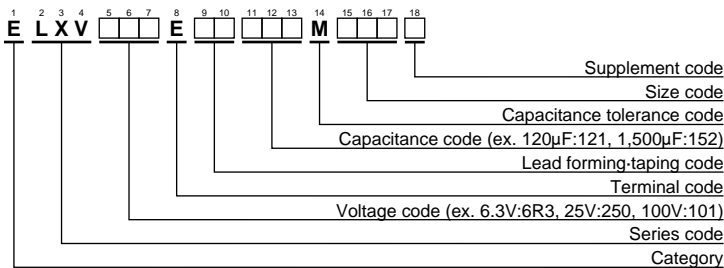 1 2 3 4 5 6 7 8 9 10 11 12 13 14 15 16 17 18
E L X V E M
Supplement code
Size code
Capacitance tolerance code
Capacitance code (ex. 120µF:121, 1,500µF:152)
Lead forming·taping code
Terminal code
Voltage code (ex. 6.3V:6R3, 25V:250, 100V:101)
Series code
Category